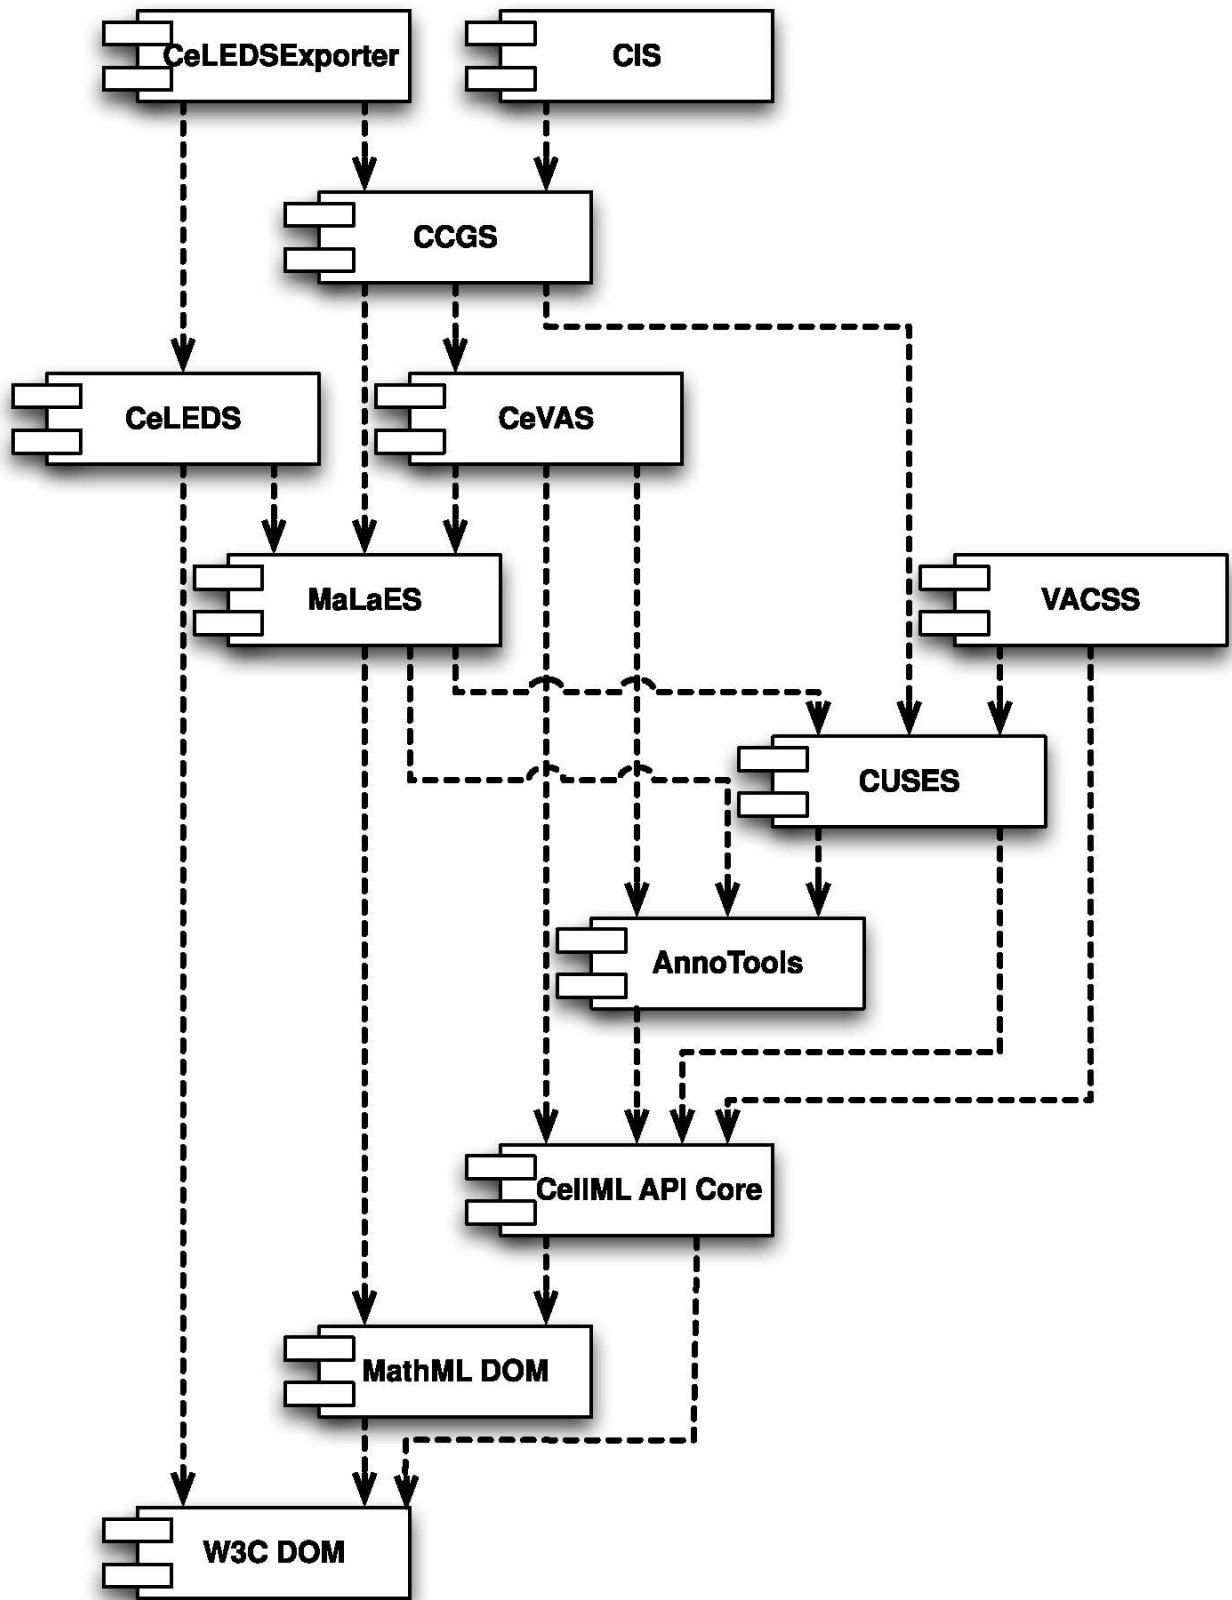 CeLEDSExporter
CIS
CCGS
CeLEDS
CeVAS
MaLaES
VACSS
CUSES
AnnoTools
CellML API Core
MathML DOM
W3C DOM